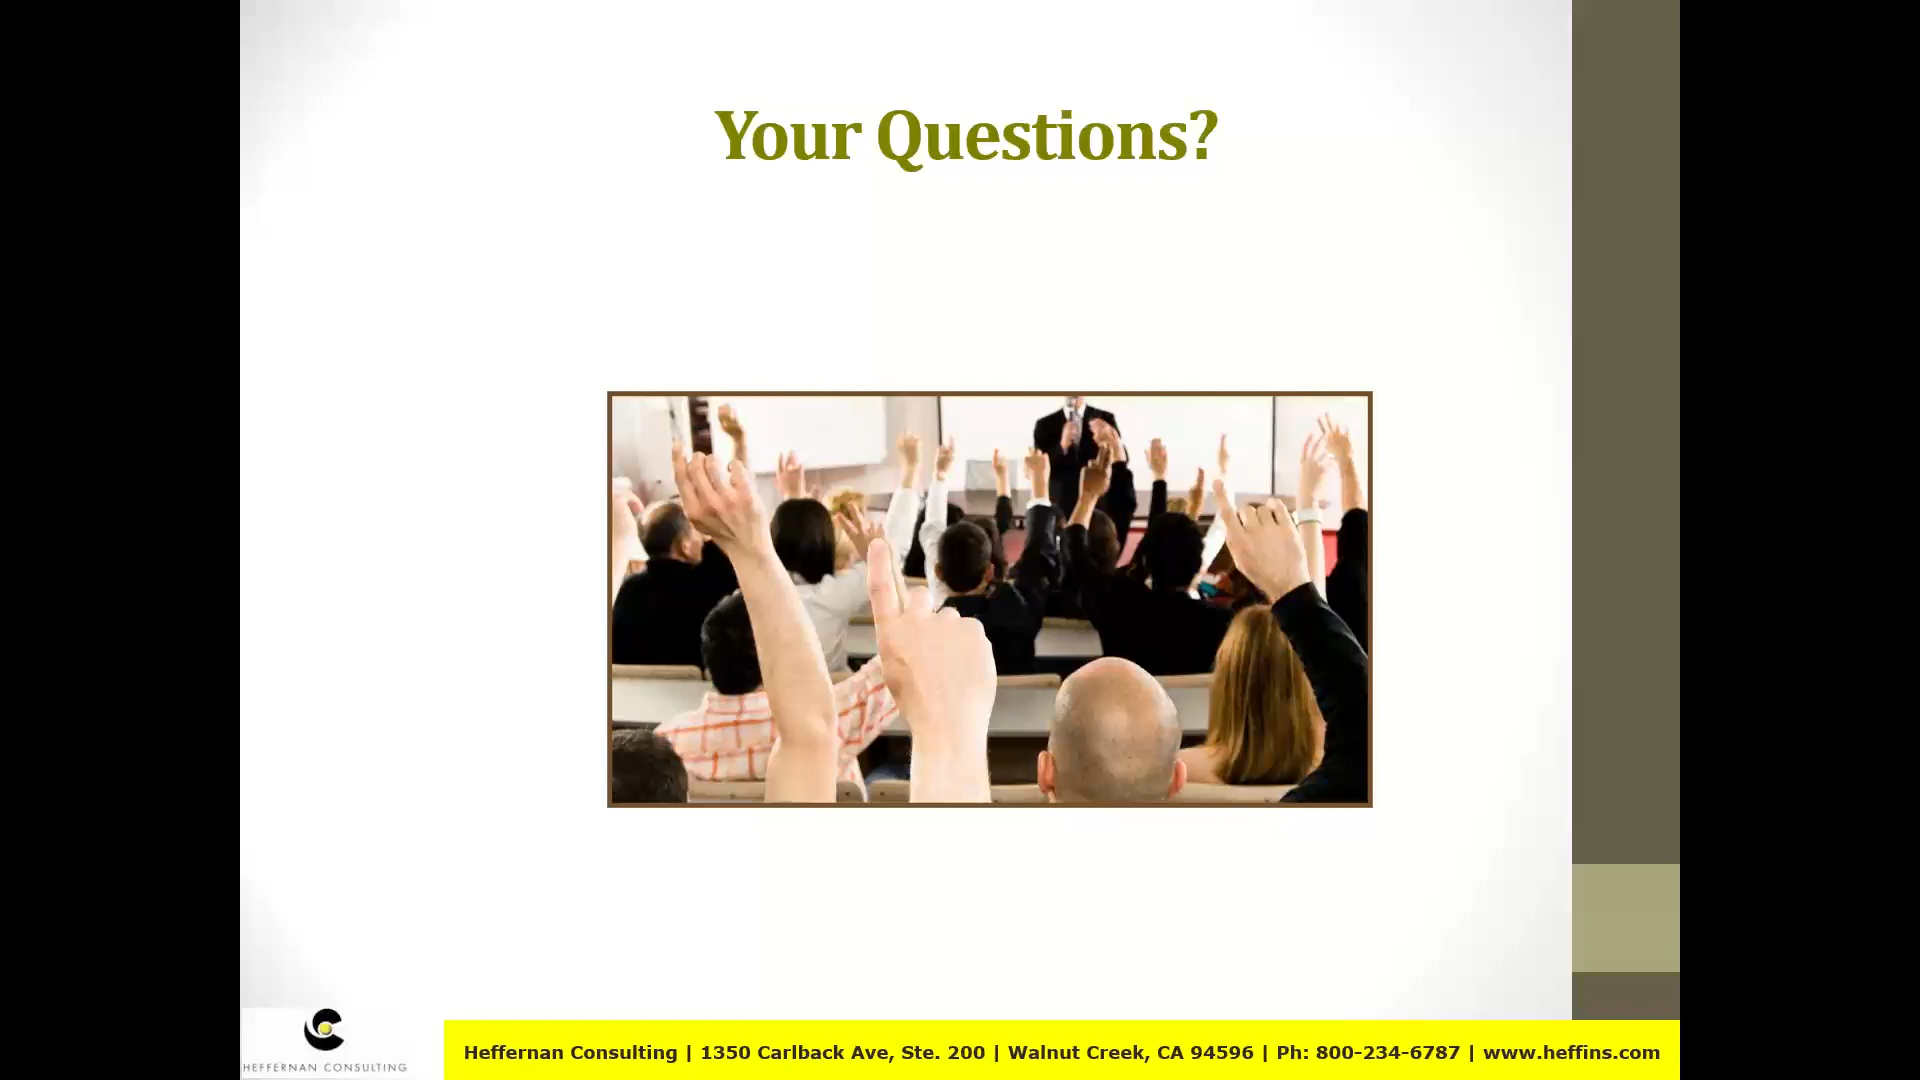 Your Questions?
HEFFERNAN CONSULTING
Heffernan Consulting | 1350 Carlback Ave, Ste. 200 | Walnut Creek, CA 94596 | Ph: 800-234-6787 | www.heffins.com